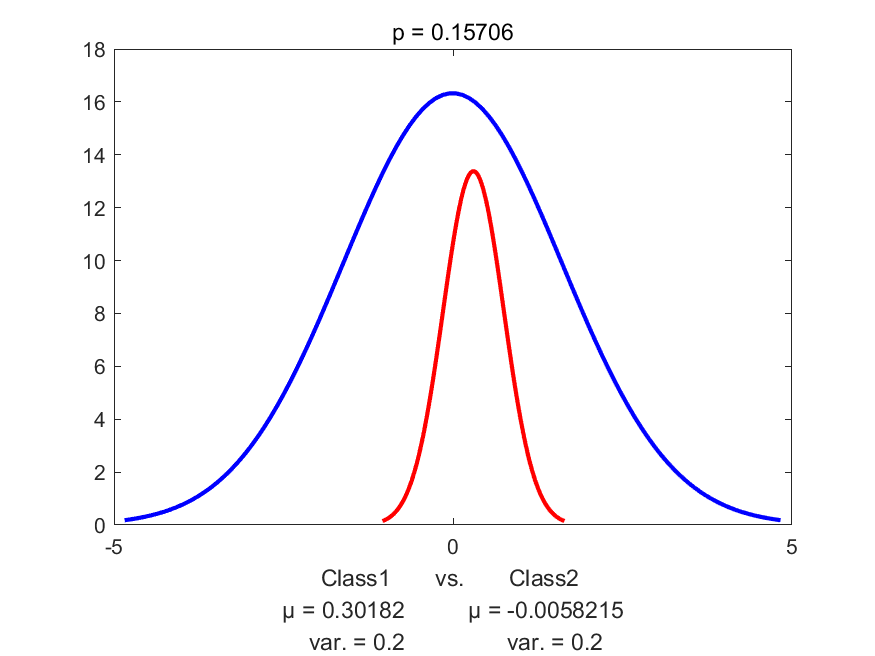 p = 0.15706
18
16
14
12
10
8
6
4
2
0
-5 0 5
Class1 vs. Class2
μ = 0.30182 μ = -0.0058215
var. = 0.2 var. = 0.2